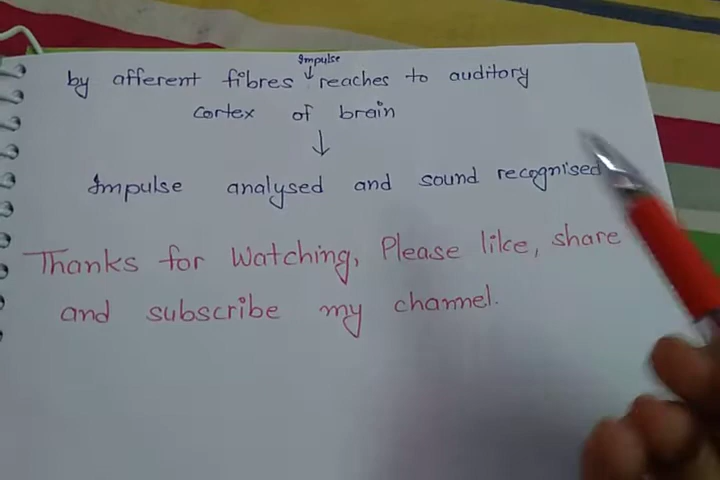 Impulse
by afferent fibres ↓ reaches to auditory
cortex of brain
↓
Impulse analysed and sound recognised
Thanks for Watching, Please like, share
and subscribe my channel.